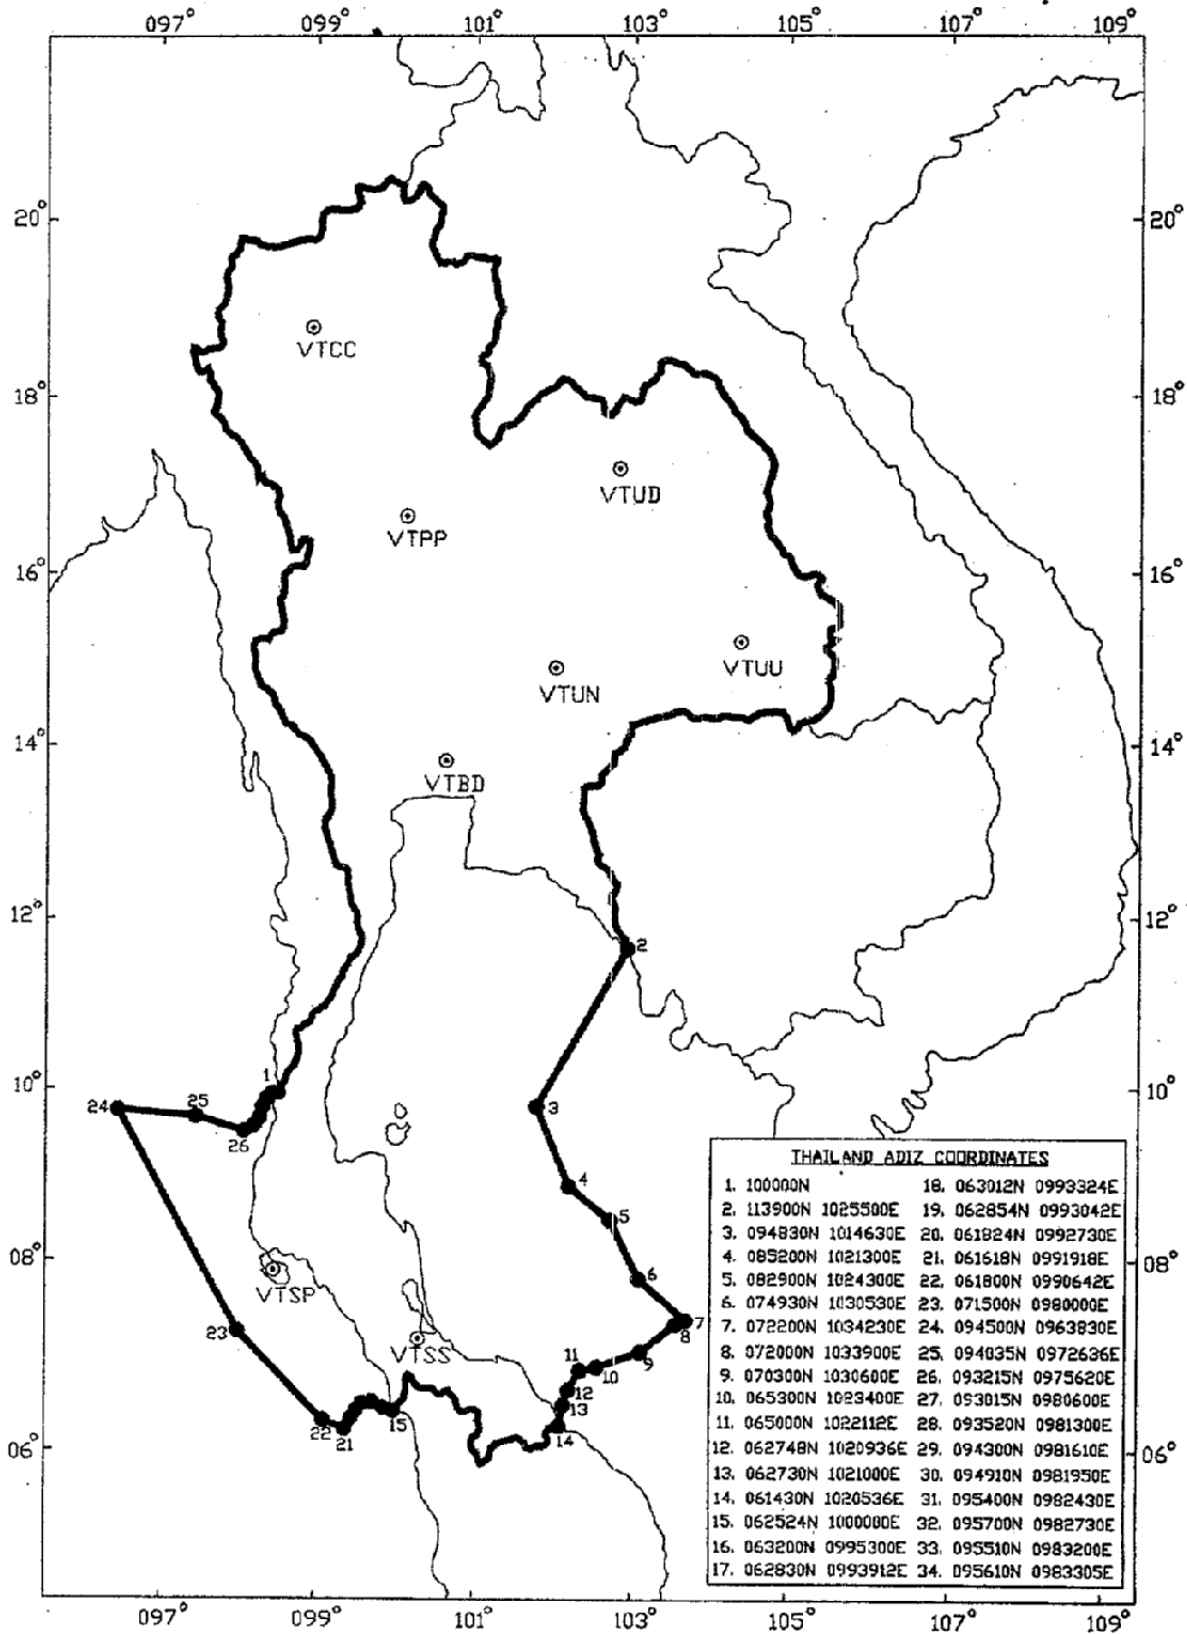 097° 099° 101° 103° 105° 107° 109°
20° 20°
VTCC
18° 18°
VTUD
VTPP
16° 16°
VTUU
VTUN
14° 14°
VTBD
12° 12°
2
10° 1 10°
24 25 3
26
4
5
08° 08°
6
VTSP
23 7
8
VTSS 9
11 10
12
13
22 15
21 14
06° 06°
THAILAND ADIZ COORDINATES
1. 100000N 18. 063012N 0993324E
2. 113900N 1025500E 19. 062854N 0993042E
3. 094830N 1014630E 20. 061824N 0992730E
4. 085200N 1021300E 21. 061618N 0991918E
5. 082900N 1024300E 22. 061800N 0990642E
6. 074930N 1030530E 23. 071500N 0980000E
7. 072200N 1034230E 24. 094500N 0963830E
8. 072000N 1033900E 25. 094035N 0972636E
9. 070300N 1030600E 26. 093215N 0975620E
10. 065300N 1023400E 27. 093015N 0980600E
11. 065000N 1022112E 28. 093520N 0981300E
12. 062748N 1020936E 29. 094300N 0981610E
13. 062730N 1021000E 30. 094910N 0981950E
14. 061430N 1020536E 31. 095400N 0982430E
15. 062524N 1000000E 32. 095700N 0982730E
16. 063200N 0995300E 33. 095510N 0983200E
17. 062830N 0993912E 34. 095610N 0983305E
097° 099° 101° 103° 105° 107° 109°